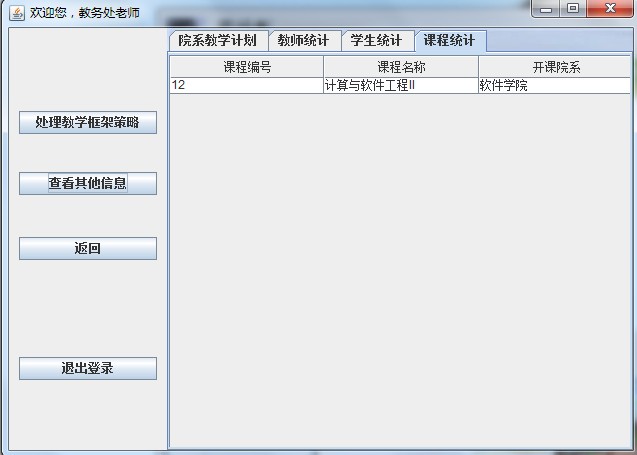 欢迎您，教务处老师
院系教学计划 教师统计 学生统计 课程统计
课程编号 课程名称 开课院系
12 计算与软件工程II 软件学院
处理教学框架策略
查看其他信息
返回
退出登录